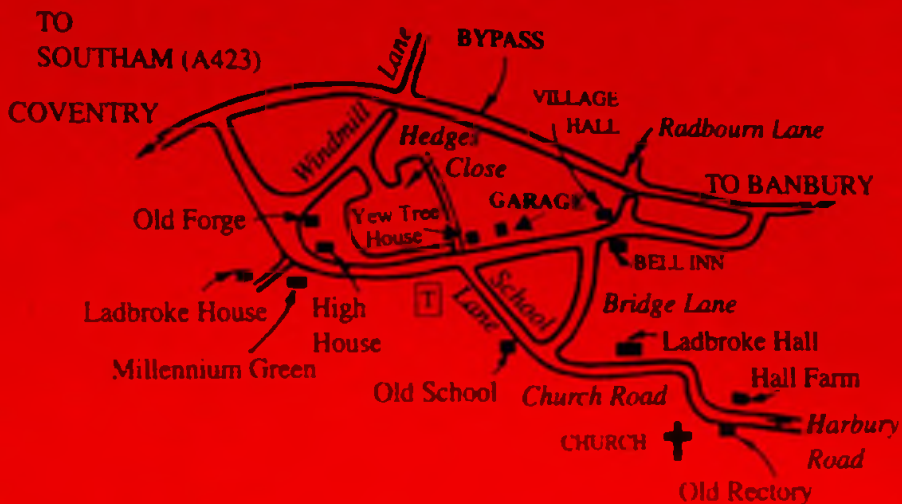 TO
SOUTHAM (A423)
COVENTRY
Lane
BYPASS
VILLAGE
HALL
Radbourn Lane
Windmill
Hedges
Close
TO BANBURY
Old Forge
Yew Tree
House
GARAGE
BELL INN
Ladbroke House
High
House
T
School
Lane
Bridge Lane
Millennium Green
Ladbroke Hall
Old School
Church Road
Hall Farm
CHURCH
Harbury
Road
Old Rectory